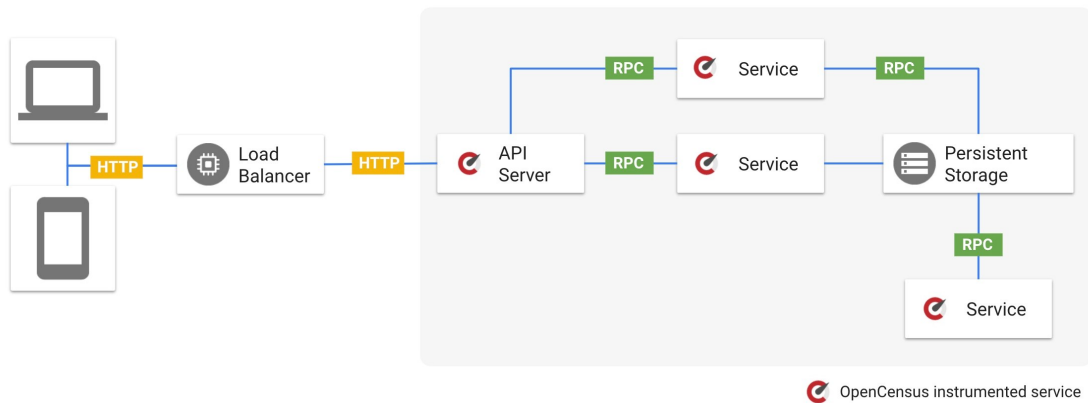 RPC
Service
RPC
HTTP
Load
Balancer
HTTP
API
Server
RPC
Service
Persistent
Storage
RPC
Service
OpenCensus instrumented service